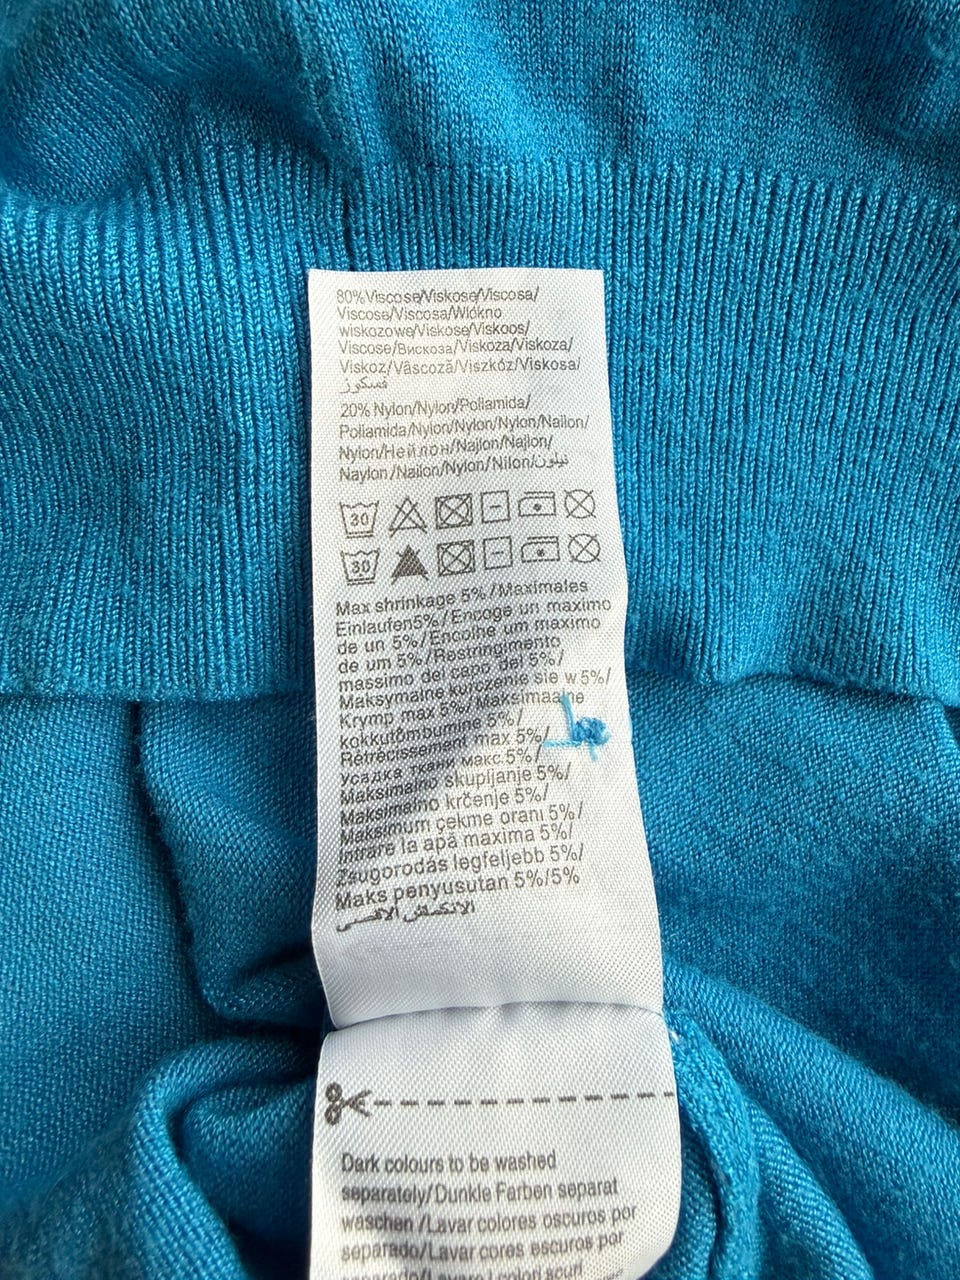 80%Viscose/Viskose/Viscosa/
Viscose/Viscosa/Włókno
wiskozowe/Viskose/Viskoos/
Viscose/Вискоза/Viskoza/Viskoza/
Viskoz/Vâscoză/Viszkóz/Viskosa/
فسكوز
20% Nylon/Nylon/Poliamida/
Poliamida/Nylon/Nylon/Nylon/Nailon/
Nylon/Нейлон/Najlon/Najlon/
Naylon/Nailon/Nylon/Nilon/نيلون
30
30
Max shrinkage 5%/Maximales
Einlaufen5%/Encoge un maximo
de un 5%/Encolhe um maximo
de um 5%/Restringimento
massimo del capo del 5%/
Maksymalne kurczenie sie w 5%/
Krymp max 5%/Maksimaalne
kokkutõmbumine 5%/
Rétrécissement max 5%/
усадка ткани макс.5%/
Maksimalno skupljanje 5%/
Maksimalno krčenje 5%/
Maksimum çekme oranı 5%/
Intrare la apă maxima 5%/
Zsugorodás legfeljebb 5%/
Maks penyusutan 5%/5%
الانكماش الاقصى
Dark colours to be washed
separately/Dunkle Farben separat
waschen/Lavar colores oscuros por
separado/Lavar cores escuros por
separado/Lavare i colori scuri